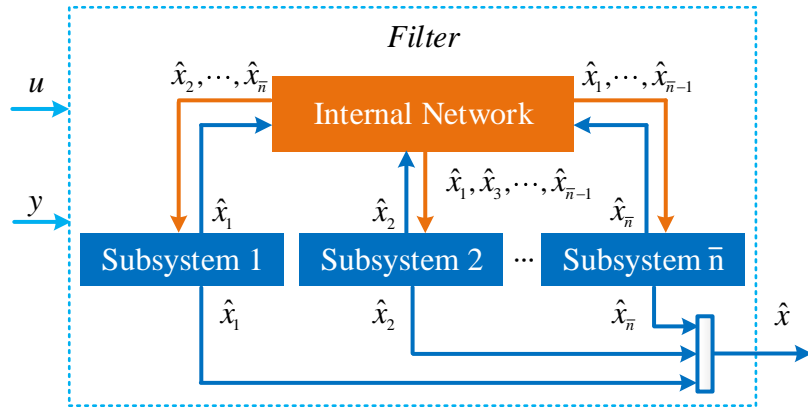 Filter
u
x̂₂,⋯,x̂n̄
x̂₁,⋯,x̂n̄₋₁
Internal Network
y
x̂₁
x̂₂
x̂₁,x̂₃,⋯,x̂n̄₋₁
x̂n̄
Subsystem 1
Subsystem 2
...
Subsystem n̄
x̂₁
x̂₂
x̂n̄
x̂